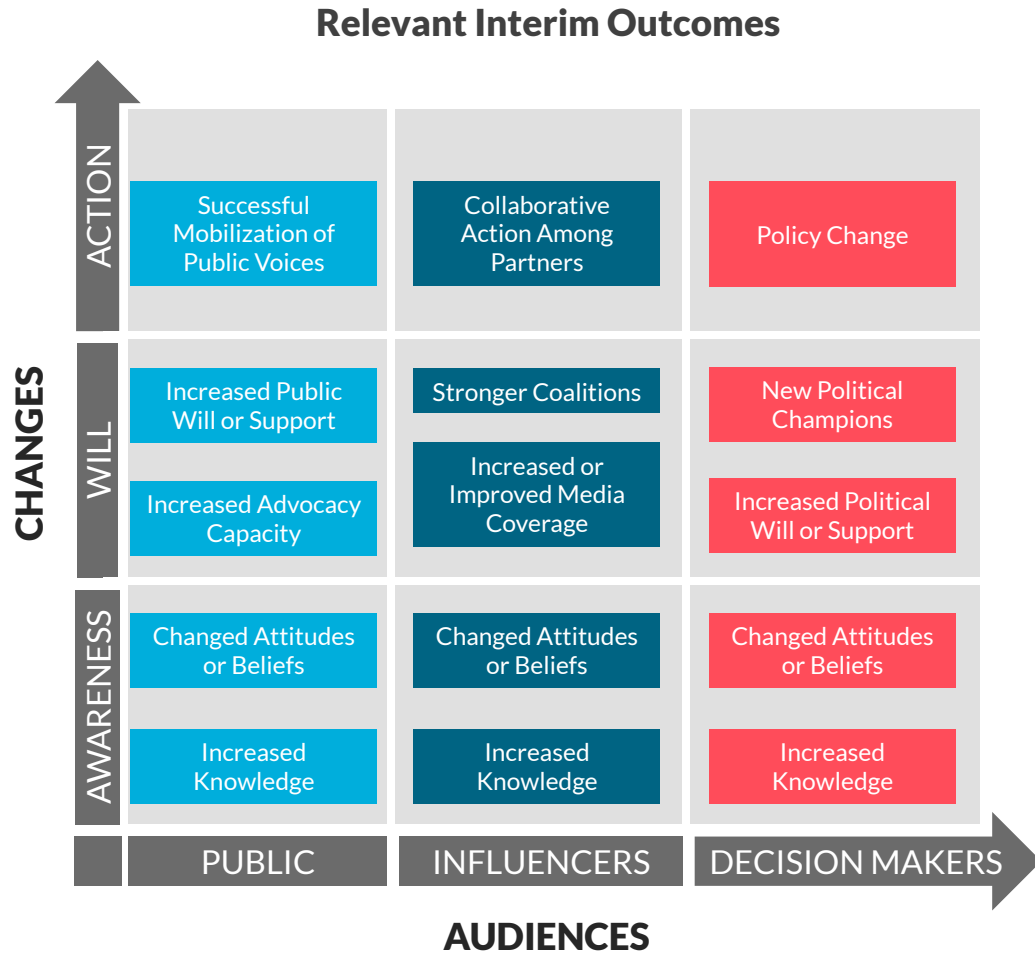 Relevant Interim Outcomes
CHANGES
ACTION
Successful
Mobilization of
Public Voices
Collaborative
Action Among
Partners
Policy Change
WILL
Increased Public
Will or Support
Increased Advocacy
Capacity
Stronger Coalitions
Increased or
Improved Media
Coverage
New Political
Champions
Increased Political
Will or Support
AWARENESS
Changed Attitudes
or Beliefs
Increased
Knowledge
Changed Attitudes
or Beliefs
Increased
Knowledge
Changed Attitudes
or Beliefs
Increased
Knowledge
PUBLIC
INFLUENCERS
DECISION MAKERS
AUDIENCES